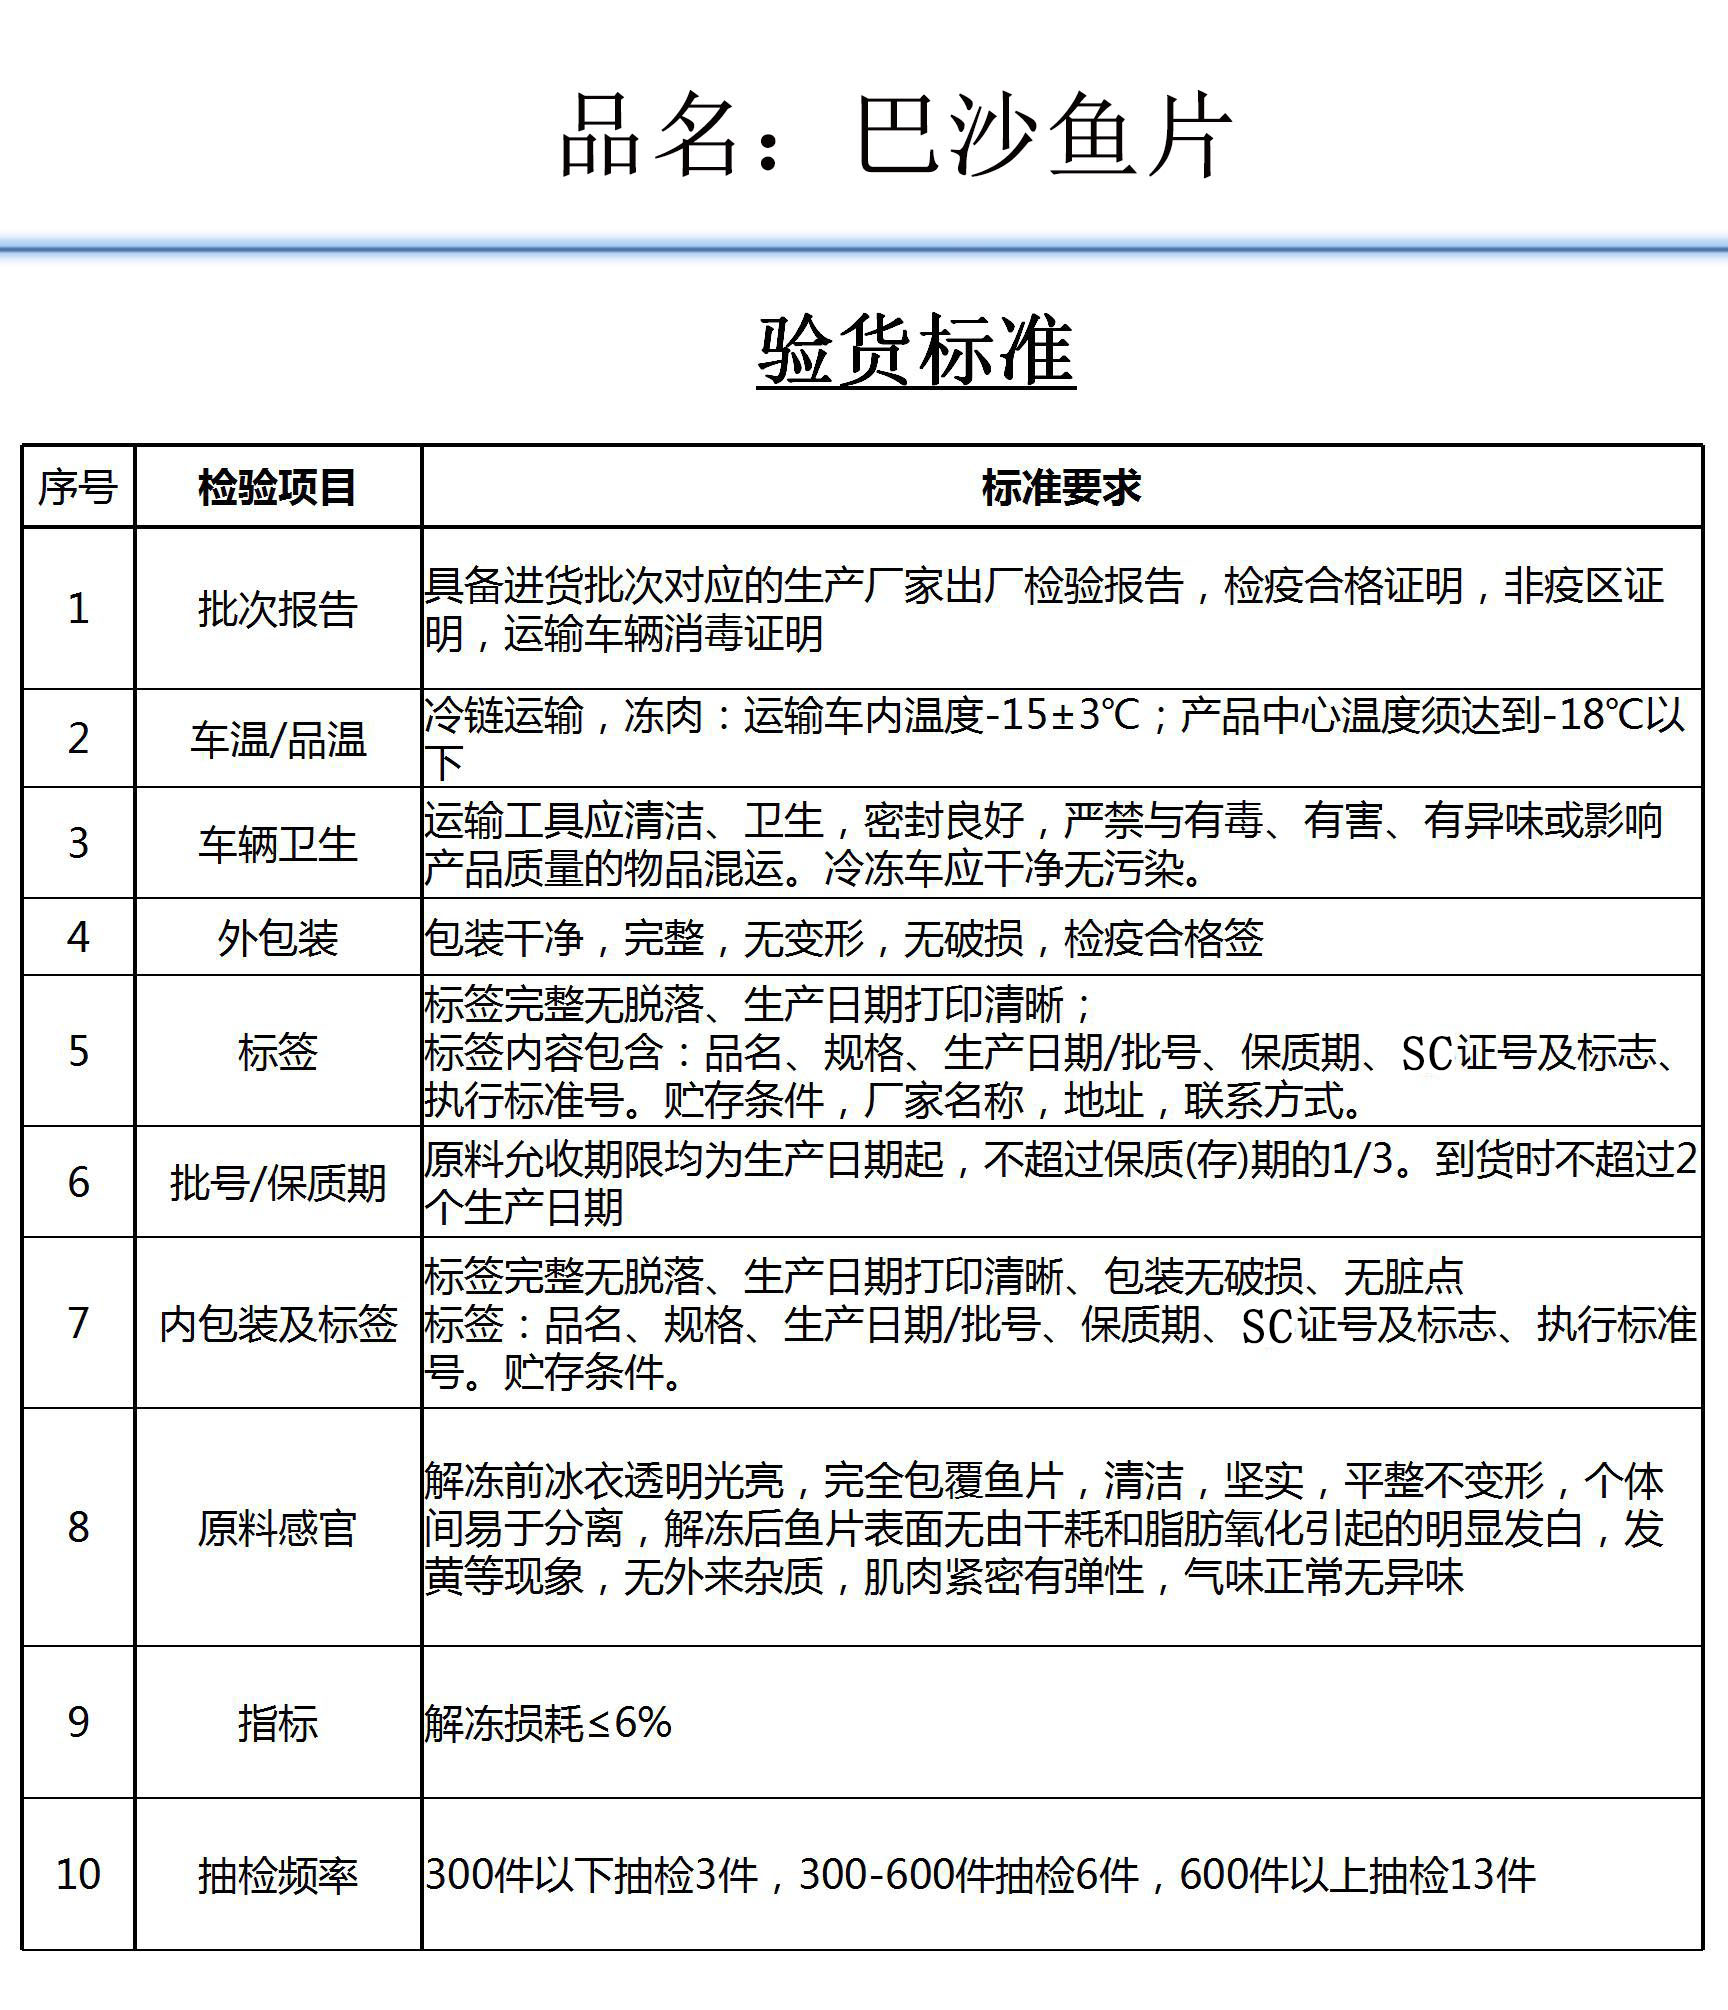 品名：巴沙鱼片
验货标准
序号 检验项目 标准要求
1 批次报告 具备进货批次对应的生产厂家出厂检验报告，检疫合格证明，非疫区证
明，运输车辆消毒证明
2 车温/品温 冷链运输，冻肉：运输车内温度-15±3℃；产品中心温度须达到-18℃以
下
3 车辆卫生 运输工具应清洁、卫生，密封良好，严禁与有毒、有害、有异味或影响
产品质量的物品混运。冷冻车应干净无污染。
4 外包装 包装干净，完整，无变形，无破损，检疫合格签
5 标签 标签完整无脱落、生产日期打印清晰；
标签内容包含：品名、规格、生产日期/批号、保质期、SC证号及标志、
执行标准号。贮存条件，厂家名称，地址，联系方式。
6 批号/保质期 原料允收期限均为生产日期起，不超过保质(存)期的1/3。到货时不超过2
个生产日期
7 内包装及标签 标签完整无脱落、生产日期打印清晰、包装无破损、无脏点
标签：品名、规格、生产日期/批号、保质期、SC证号及标志、执行标准
号。贮存条件。
8 原料感官 解冻前冰衣透明光亮，完全包覆鱼片，清洁，坚实，平整不变形，个体
间易于分离，解冻后鱼片表面无由干耗和脂肪氧化引起的明显发白，发
黄等现象，无外来杂质，肌肉紧密有弹性，气味正常无异味
9 指标 解冻损耗≤6%
10 抽检频率 300件以下抽检3件，300-600件抽检6件，600件以上抽检13件